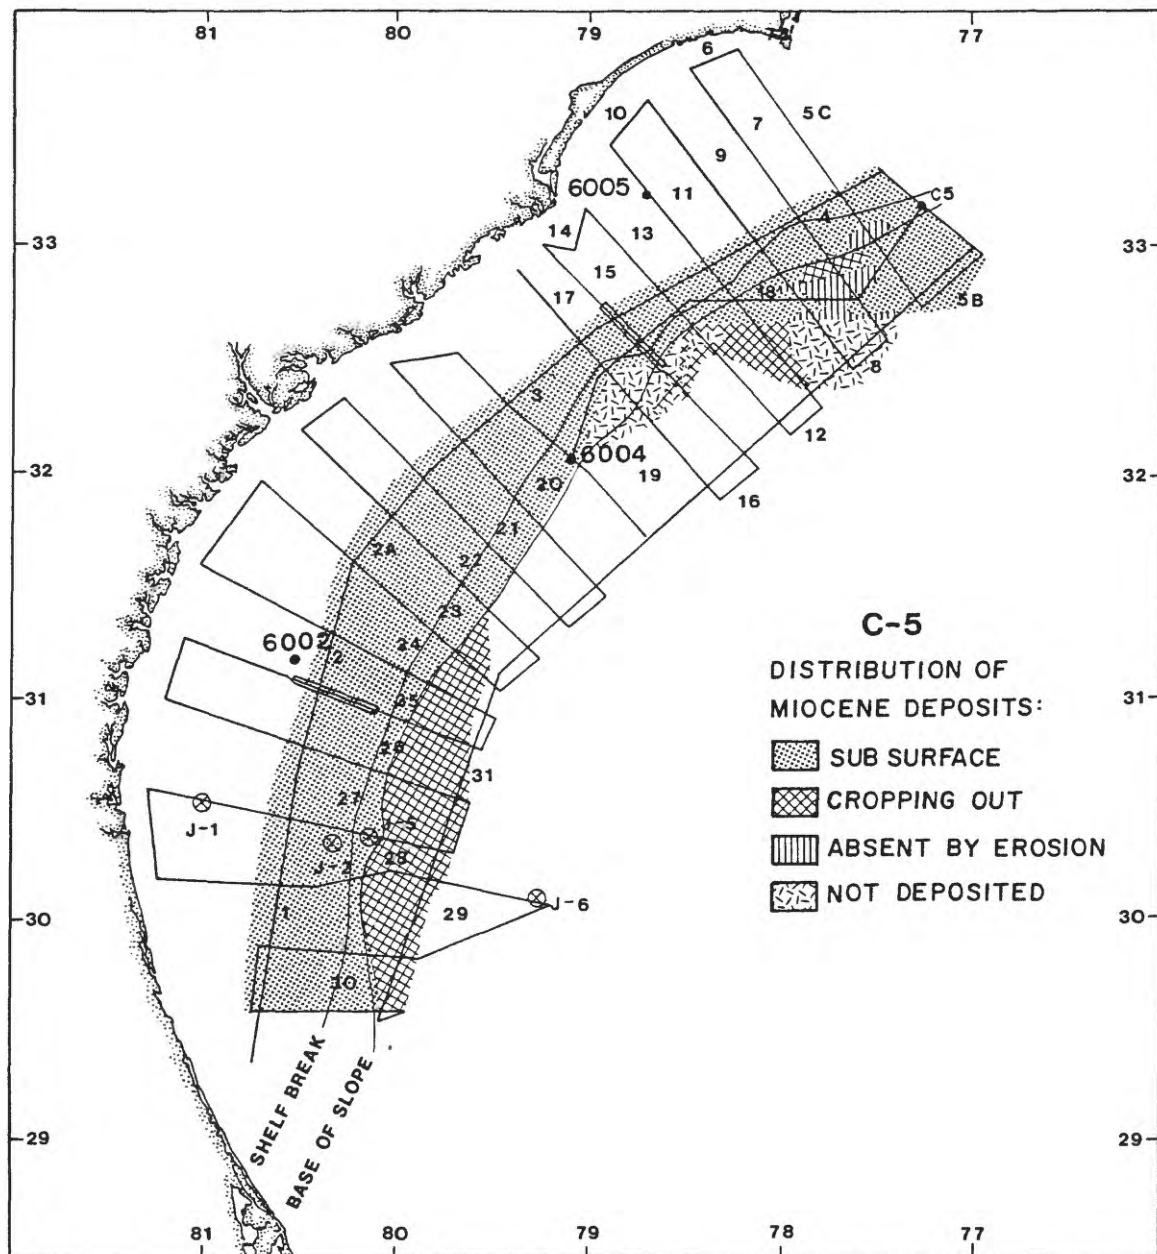 81 80 79 78 77
6
10 7 5C
9
6005 11
C5
4
14 13
33 33
15
17 18 5B
8
3
12
6004
32 20 19 32
16
21
2A 22
23
C-5
6002 24 DISTRIBUTION OF
2
31 25 31
MIOCENE DEPOSITS:
26
SUB SURFACE
31
27 CROPPING OUT
J-1 J-5
J-2 28 ABSENT BY EROSION
NOT DEPOSITED
J-6
30 1 29 30
30
SHELF BREAK
BASE OF SLOPE
29 29
81 80 79 78 77